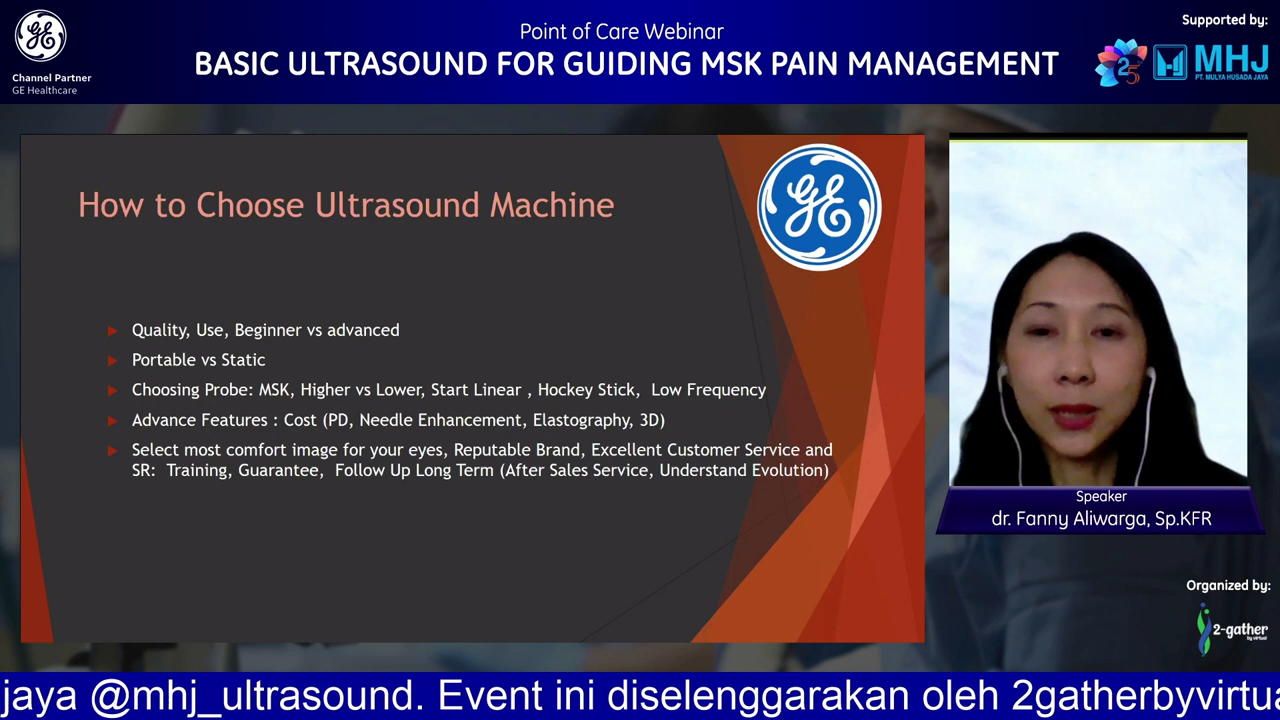 GE
Channel Partner
GE Healthcare
Point of Care Webinar
BASIC ULTRASOUND FOR GUIDING MSK PAIN MANAGEMENT
Supported by:
25
MHJ
PT. MULYA HUSADA JAYA
How to Choose Ultrasound Machine
GE
Quality, Use, Beginner vs advanced
Portable vs Static
Choosing Probe: MSK, Higher vs Lower, Start Linear , Hockey Stick, Low Frequency
Advance Features : Cost (PD, Needle Enhancement, Elastography, 3D)
Select most comfort image for your eyes, Reputable Brand, Excellent Customer Service and
SR: Training, Guarantee, Follow Up Long Term (After Sales Service, Understand Evolution)
Speaker
dr. Fanny Aliwarga, Sp.KFR
Organized by:
2-gather
by virtual
jaya @mhj_ultrasound. Event ini diselenggarakan oleh 2gatherbyvirtua